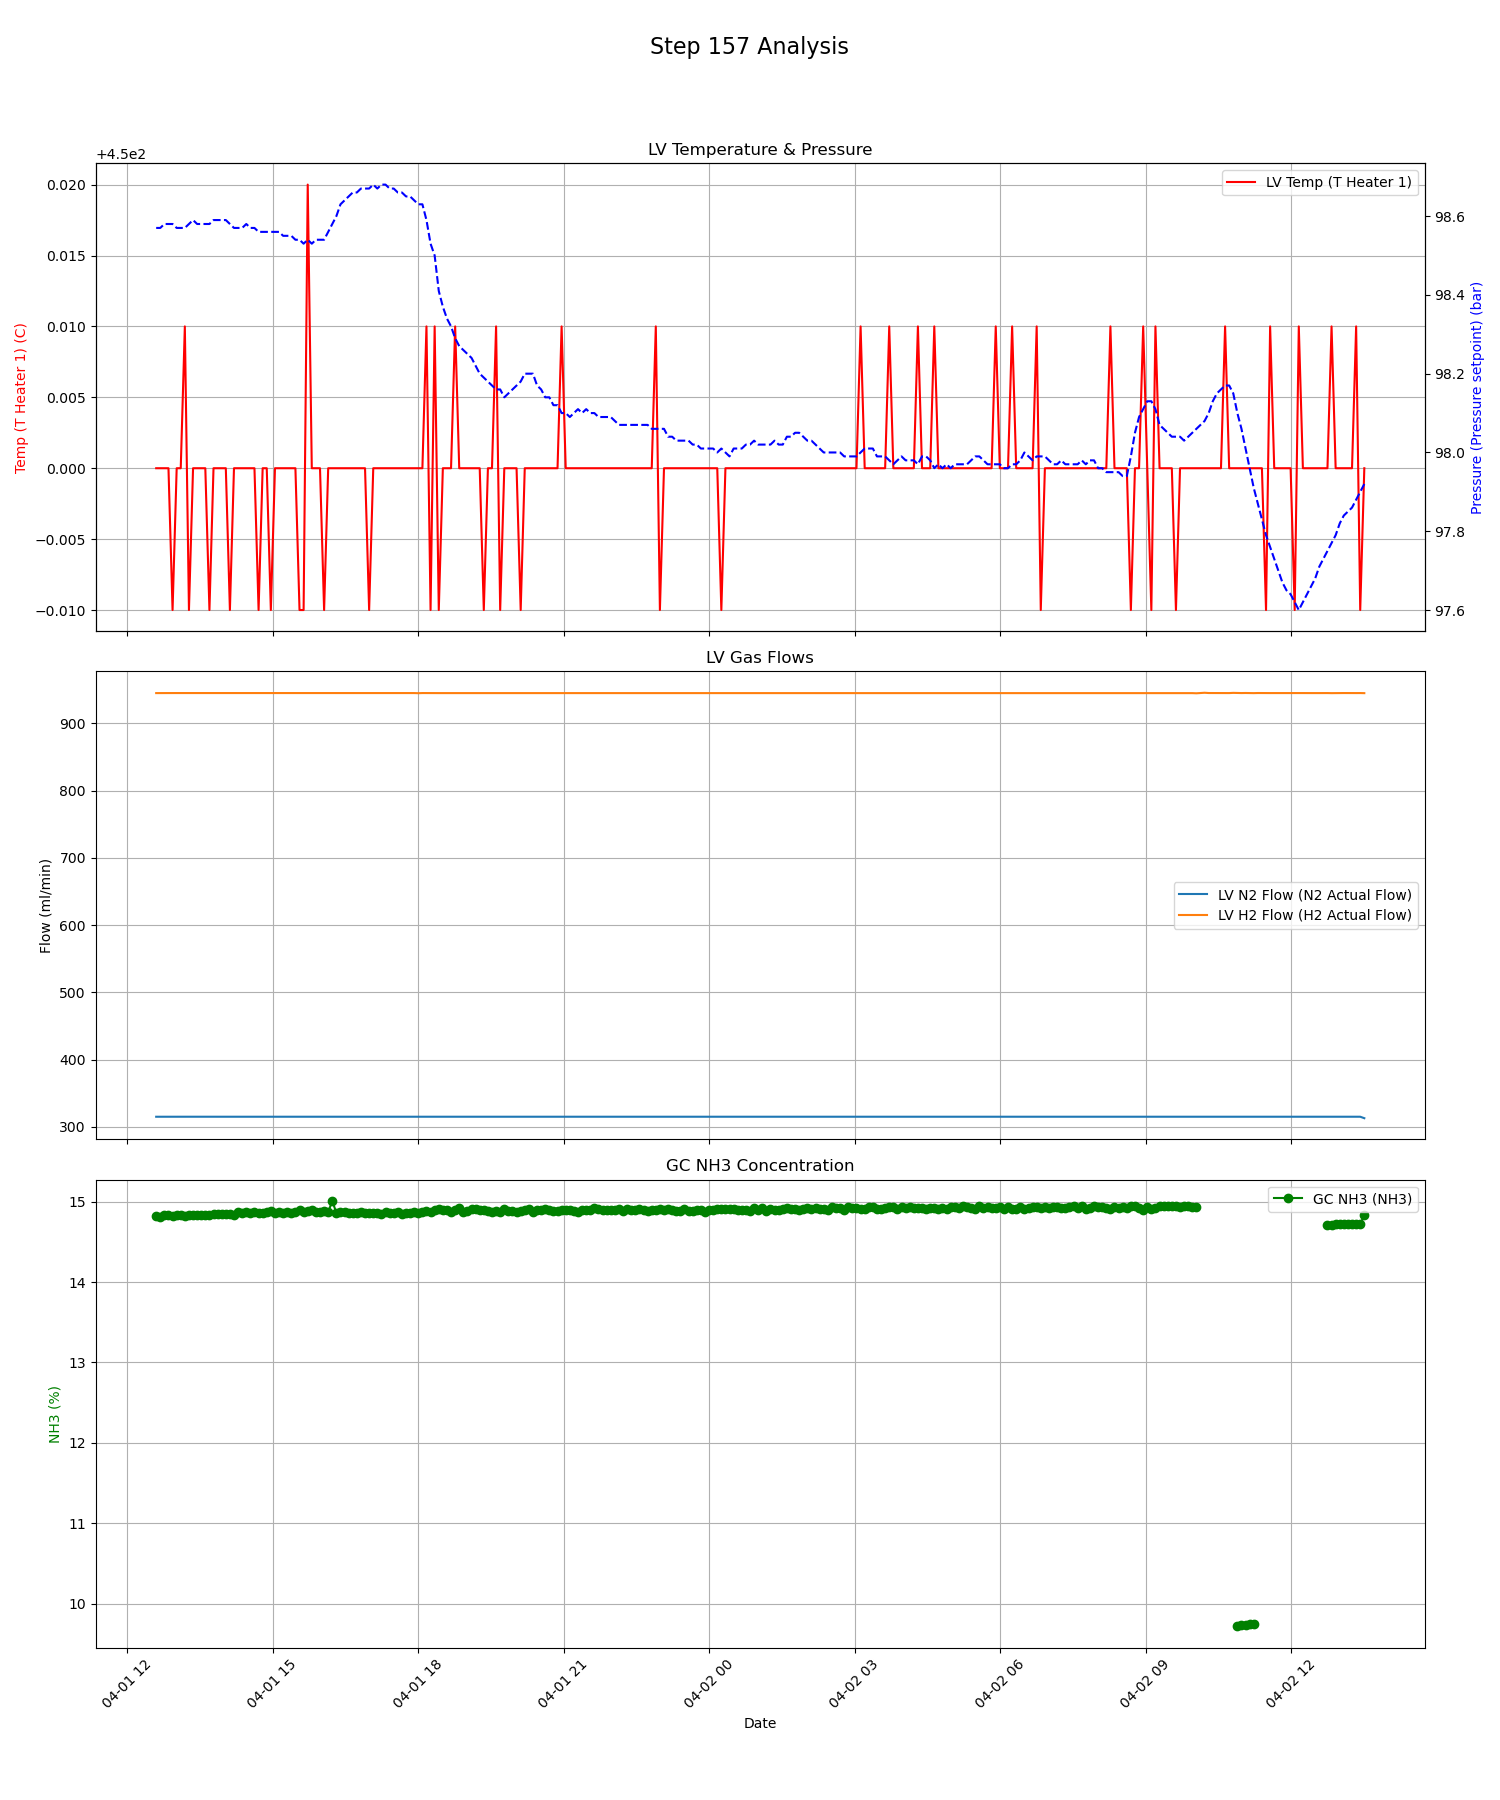 Step 157 Analysis
LV Temperature & Pressure
+4.5e2
LV Temp (T Heater 1)
0.020
0.015
0.010
0.005
0.000
−0.005
−0.010
Temp (T Heater 1) (C)
98.6
98.4
98.2
98.0
97.8
97.6
Pressure (Pressure setpoint) (bar)
LV Gas Flows
900
800
700
600
500
400
300
Flow (ml/min)
LV N2 Flow (N2 Actual Flow)
LV H2 Flow (H2 Actual Flow)
GC NH3 Concentration
GC NH3 (NH3)
15
14
13
12
11
10
NH3 (%)
04-01 12
04-01 15
04-01 18
04-01 21
04-02 00
04-02 03
04-02 06
04-02 09
04-02 12
Date